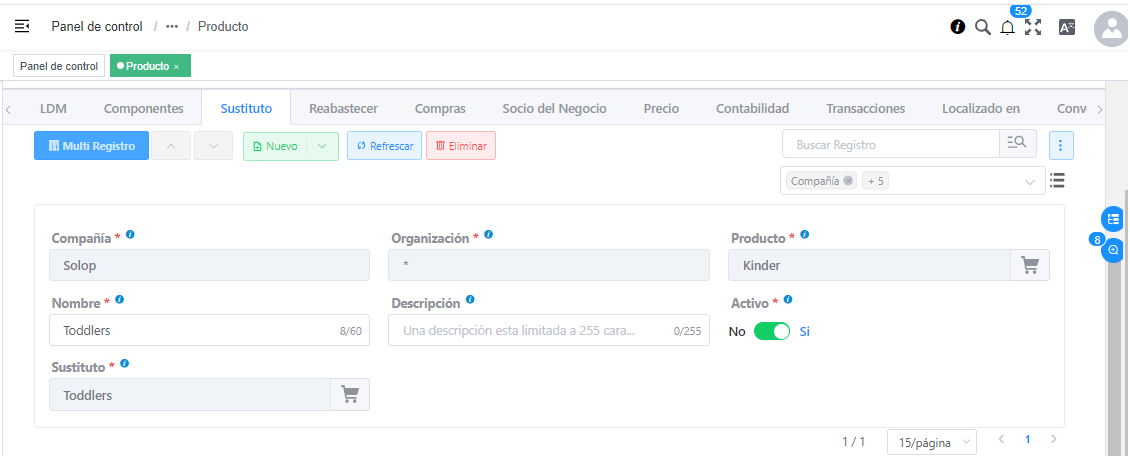 Panel de control / ••• / Producto
52
Panel de control
Producto ×
LDM Componentes Sustituto Reabastecer Compras Socio del Negocio Precio Contabilidad Transacciones Localizado en
Multi Registro Nuevo Refrescar Eliminar Buscar Registro
Compañía + 5
8
Compañía * Organización * Producto *
Solop * Kinder
Nombre * Descripción Activo *
Toddlers 8/60 Una descripción esta limitada a 255 cara... 0/255 No Si
Sustituto *
Toddlers
1 / 1 15/página 1